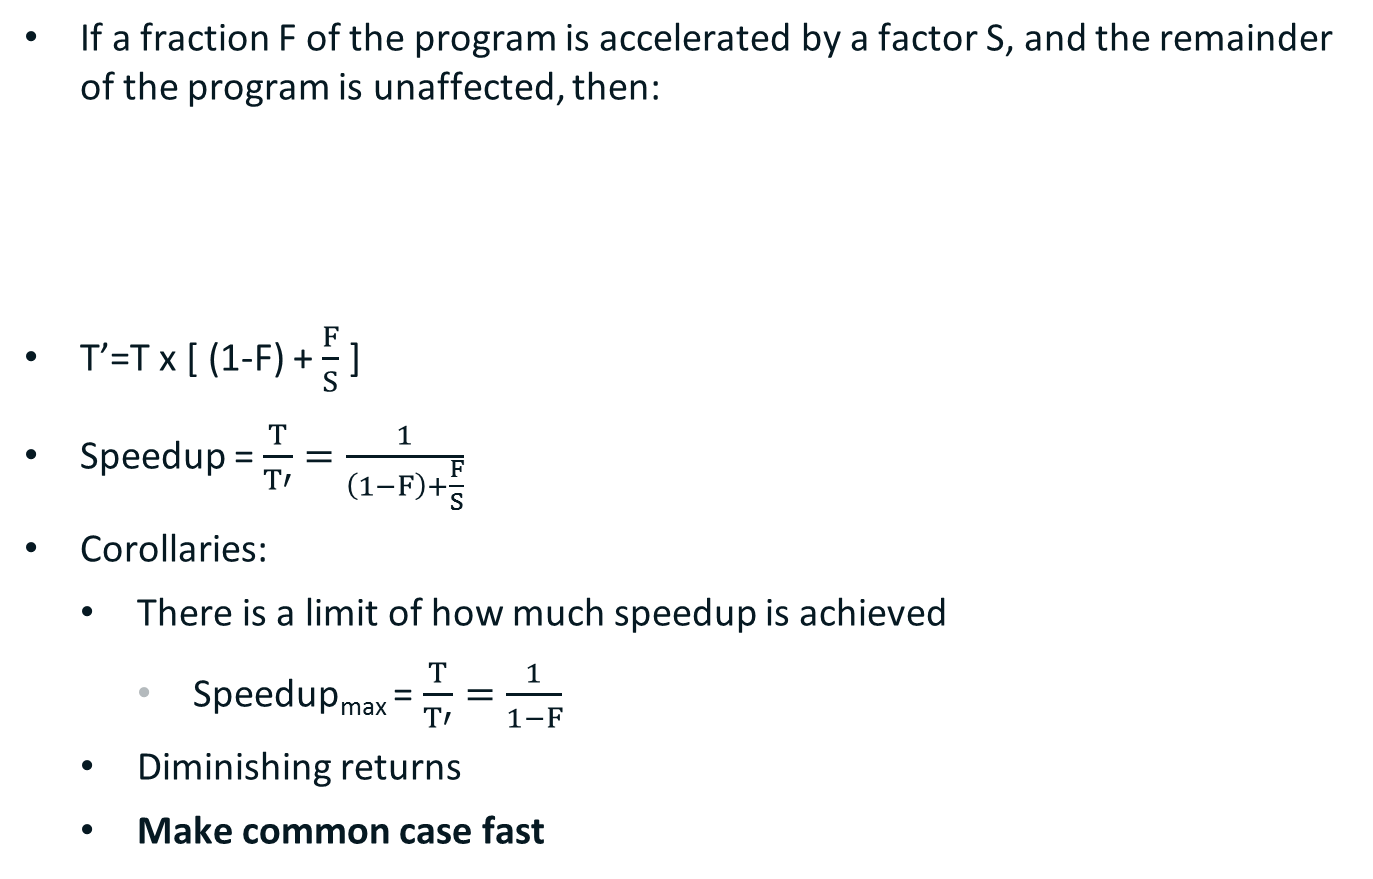 • If a fraction F of the program is accelerated by a factor S, and the remainder
of the program is unaffected, then:
• T’=T x [ (1-F) + F/S ]
• Speedup = T/T′ = 1/((1−F)+F/S)
• Corollaries:
• There is a limit of how much speedup is achieved
• Speedup_max = T/T′ = 1/(1−F)
• Diminishing returns
• Make common case fast